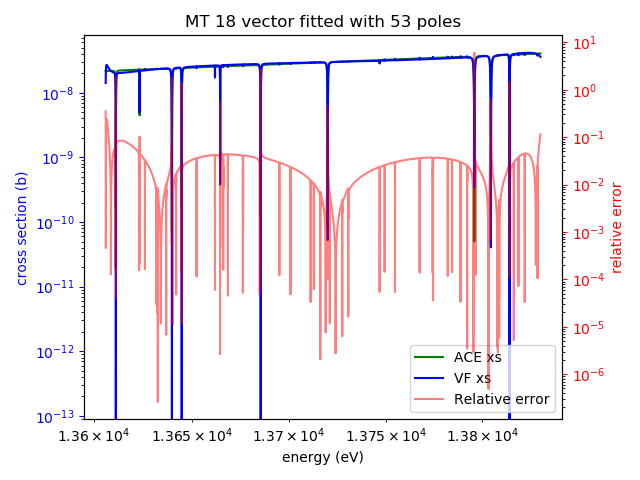 MT 18 vector fitted with 53 poles
cross section (b)
10⁻⁸
10⁻⁹
10⁻¹⁰
10⁻¹¹
10⁻¹²
10⁻¹³
10¹
10⁰
10⁻¹
10⁻²
10⁻³
10⁻⁴
10⁻⁵
10⁻⁶
relative error
ACE xs
VF xs
Relative error
1.36 × 10⁴ 1.365 × 10⁴ 1.37 × 10⁴ 1.375 × 10⁴ 1.38 × 10⁴
energy (eV)